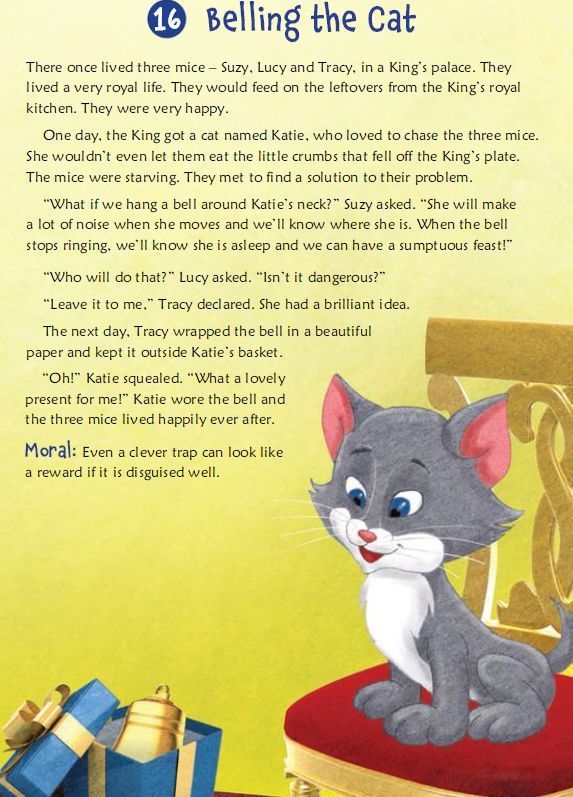 16 Belling the Cat
There once lived three mice – Suzy, Lucy and Tracy, in a King's palace. They
lived a very royal life. They would feed on the leftovers from the King's royal
kitchen. They were very happy.
One day, the King got a cat named Katie, who loved to chase the three mice.
She wouldn't even let them eat the little crumbs that fell off the King's plate.
The mice were starving. They met to find a solution to their problem.
“What if we hang a bell around Katie's neck?” Suzy asked. “She will make
a lot of noise when she moves and we'll know where she is. When the bell
stops ringing, we'll know she is asleep and we can have a sumptuous feast!”
“Who will do that?” Lucy asked. “Isn't it dangerous?”
“Leave it to me,” Tracy declared. She had a brilliant idea.
The next day, Tracy wrapped the bell in a beautiful
paper and kept it outside Katie's basket.
“Oh!” Katie squealed. “What a lovely
present for me!” Katie wore the bell and
the three mice lived happily ever after.
Moral: Even a clever trap can look like
a reward if it is disguised well.